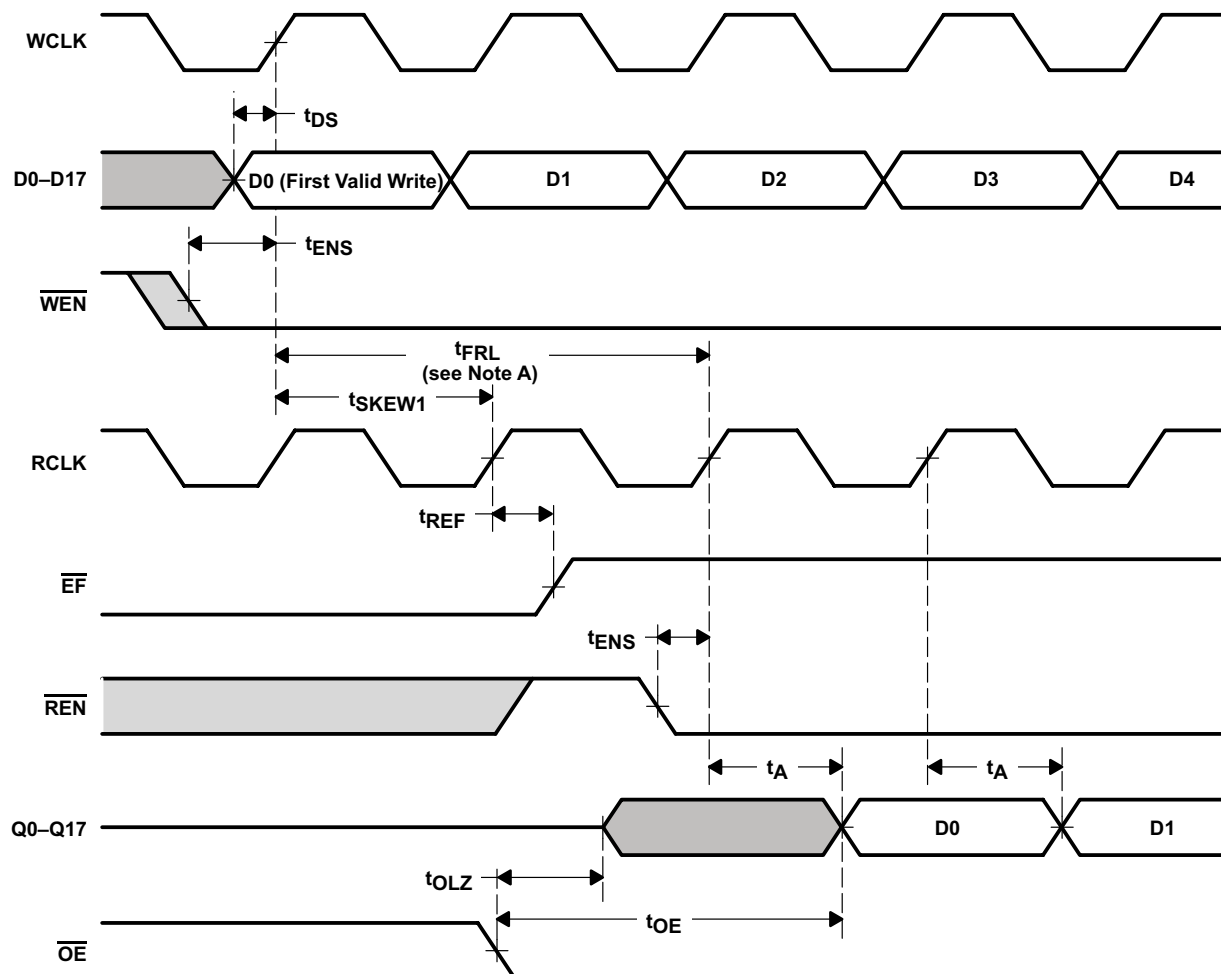 WCLK
tDS
D0–D17
D0 (First Valid Write)
D1
D2
D3
D4
tENS
WEN
tFRL
(see Note A)
tSKEW1
RCLK
tREF
EF
tENS
REN
tA
tA
Q0–Q17
D0
D1
tOLZ
tOE
OE